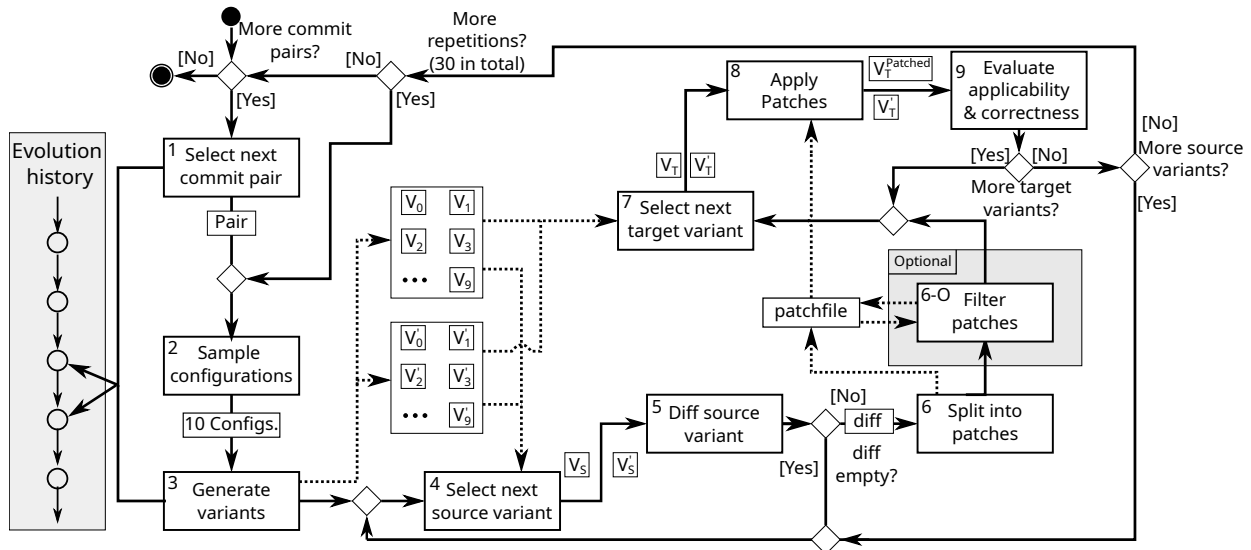 More commit
pairs?
[No]
[Yes]
More
repetitions?
(30 in total)
[No]
[Yes]
Evolution
history
1
Select next
commit pair
Pair
2
Sample
configurations
10 Configs.
3
Generate
variants
V0 V1
V2 V3
... V9
V'0 V'1
V'2 V'3
... V'9
4
Select next
source variant
VS V'S
5
Diff source
variant
[No]
[Yes]
diff
diff
empty?
6
Split into
patches
Optional
6-O
Filter
patches
patchfile
7
Select next
target variant
VT V'T
8
Apply
Patches
VT^Patched
V'T
9
Evaluate
applicability
& correctness
[Yes] [No]
More target
variants?
[No]
More source
variants?
[Yes]